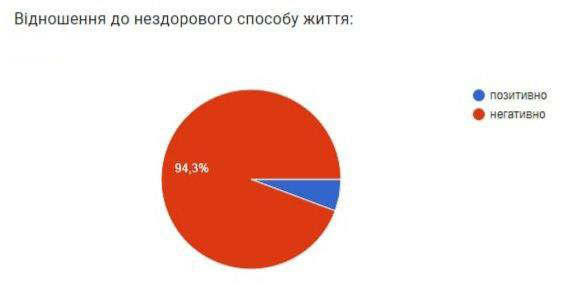 Відношення до нездорового способу життя:
позитивно
негативно
94,3%